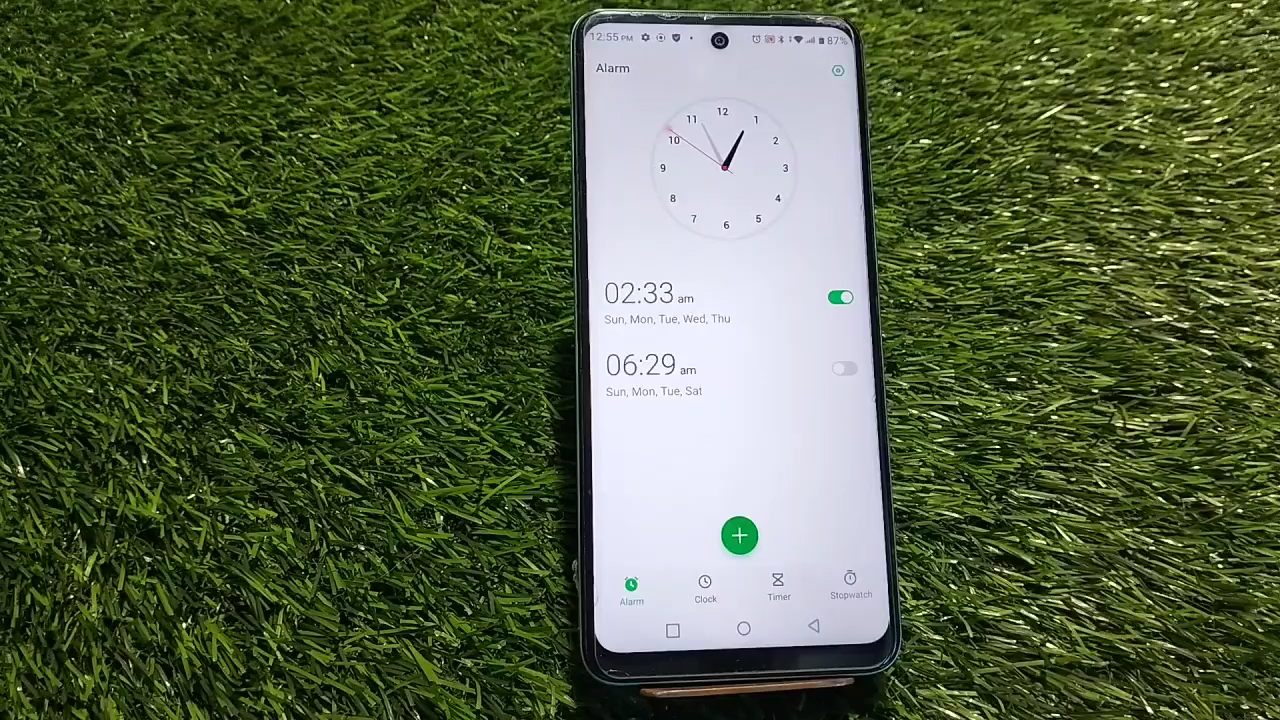 12:55 PM 87%
Alarm
12
11 1
10 2
9 3
8 4
7 5
6
02:33 am
Sun, Mon, Tue, Wed, Thu
06:29 am
Sun, Mon, Tue, Sat
Alarm Clock Timer Stopwatch